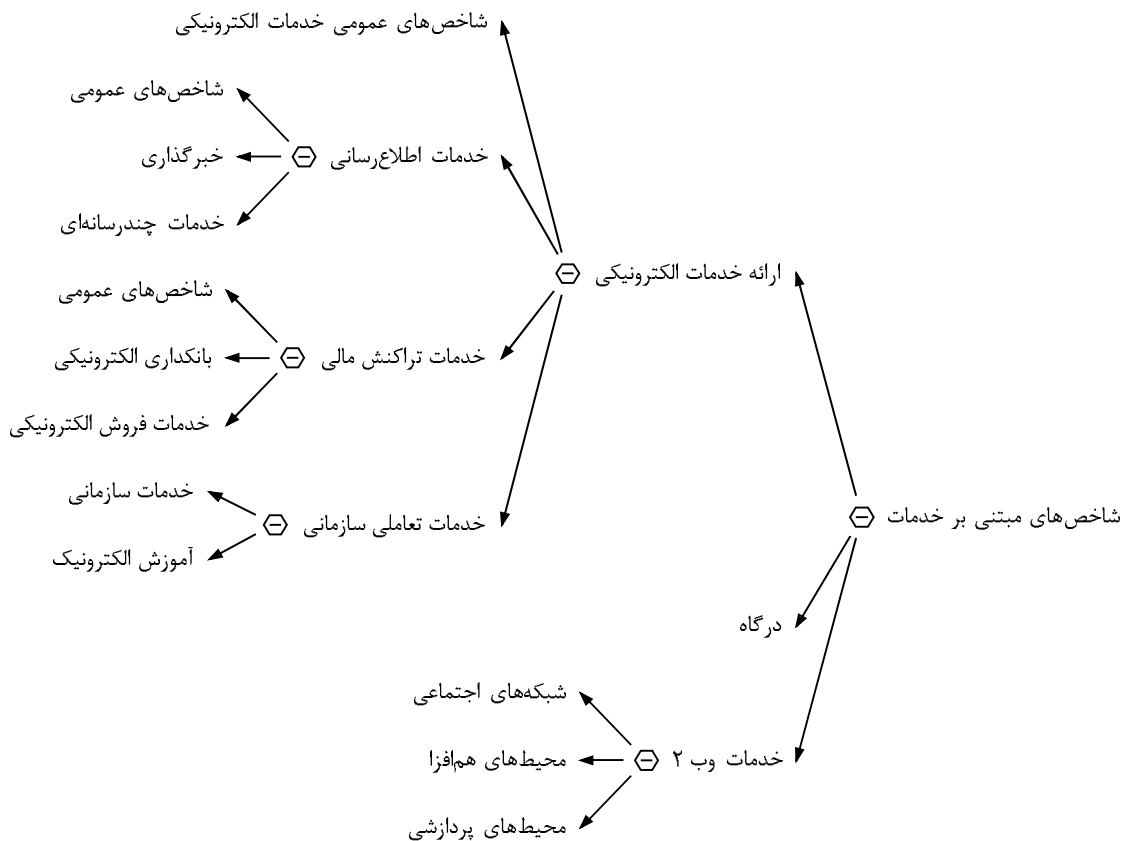 شاخص‌های مبتنی بر خدمات
ارائه خدمات الکترونیکی
شاخص‌های عمومی خدمات الکترونیکی
خدمات اطلاع‌رسانی
شاخص‌های عمومی
خبرگذاری
خدمات چندرسانه‌ای
خدمات تراکنش مالی
شاخص‌های عمومی
بانکداری الکترونیکی
خدمات فروش الکترونیکی
خدمات تعاملی سازمانی
خدمات سازمانی
آموزش الکترونیک
درگاه
خدمات وب ۲
شبکه‌های اجتماعی
محیط‌های هم‌افزا
محیط‌های پردازشی